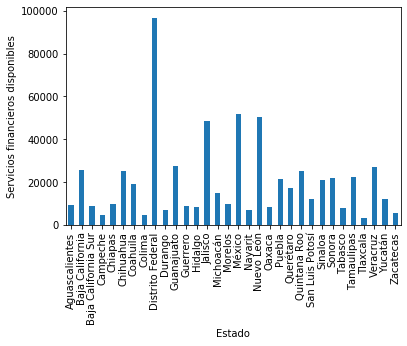 Servicios financieros disponibles
100000
80000
60000
40000
20000
0
Aguascalientes
Baja California
Baja California Sur
Campeche
Chiapas
Chihuahua
Coahuila
Colima
Distrito Federal
Durango
Guanajuato
Guerrero
Hidalgo
Jalisco
Michoacán
Morelos
México
Nayarit
Nuevo León
Oaxaca
Puebla
Querétaro
Quintana Roo
San Luis Potosí
Sinaloa
Sonora
Tabasco
Tamaulipas
Tlaxcala
Veracruz
Yucatán
Zacatecas
Estado